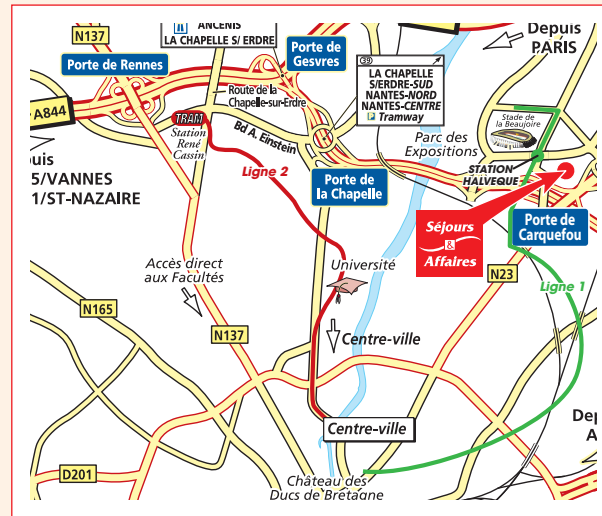 ANCENIS
LA CHAPELLE S/ ERDRE
N137
Porte de Rennes
Porte de
Gesvres
39
LA CHAPELLE
S/ERDRE-SUD
NANTES-NORD
NANTES-CENTRE
P Tramway
Depuis
PARIS
A844
Route de la
Chapelle-sur-Erdre
TRAM
Station
René
Cassin
Bd A. Einstein
Stade de
la Beaujoire
Parc des
Expositions
STATION
HALVEQUE
uis
5/VANNES
1/ST-NAZAIRE
Ligne 2
Porte de
la Chapelle
Séjours
&
Affaires
Porte de
Carquefou
Accès direct
aux Facultés
Université
N23
Ligne 1
N165
N137
Centre-ville
Centre-ville
Dep
A
D201
Château des
Ducs de Bretagne